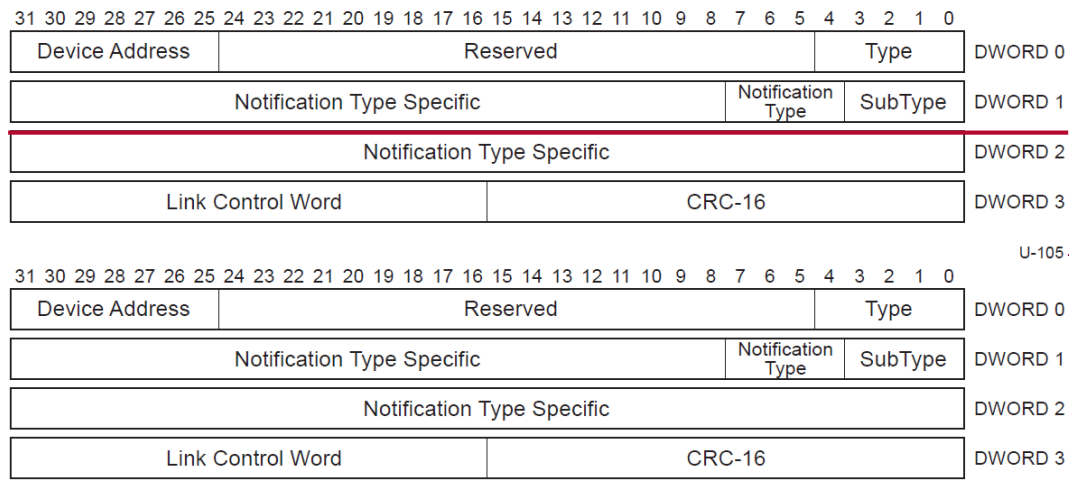 31 30 29 28 27 26 25 24 23 22 21 20 19 18 17 16 15 14 13 12 11 10 9 8 7 6 5 4 3 2 1 0
Device Address Reserved Type DWORD 0
Notification Type Specific Notification Type SubType DWORD 1
Notification Type Specific DWORD 2
Link Control Word CRC-16 DWORD 3
U-105
31 30 29 28 27 26 25 24 23 22 21 20 19 18 17 16 15 14 13 12 11 10 9 8 7 6 5 4 3 2 1 0
Device Address Reserved Type DWORD 0
Notification Type Specific Notification Type SubType DWORD 1
Notification Type Specific DWORD 2
Link Control Word CRC-16 DWORD 3